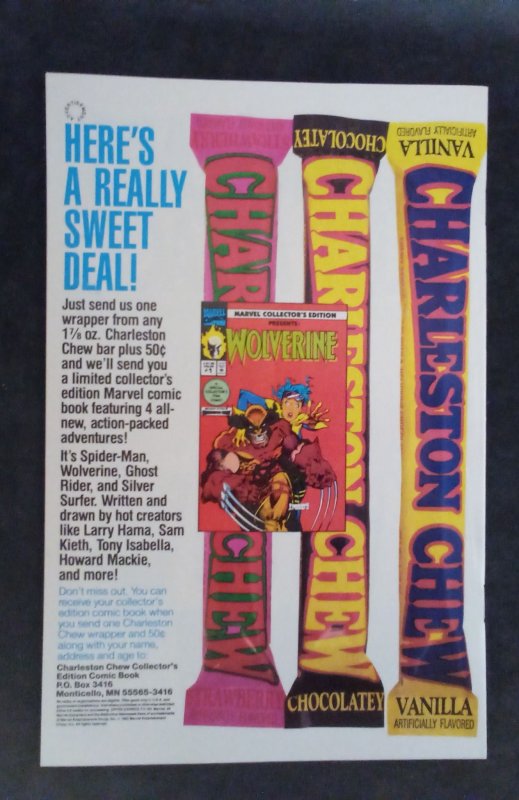 HERE'S
A REALLY
SWEET
DEAL!
Just send us one
wrapper from any
1⅞ oz. Charleston
Chew bar plus 50¢
and we'll send you
a limited collector's
edition Marvel comic
book featuring 4 all-
new, action-packed
adventures!
It's Spider-Man,
Wolverine, Ghost
Rider, and Silver
Surfer. Written and
drawn by hot creators
like Larry Hama, Sam
Kieth, Tony Isabella,
Howard Mackie,
and more!
Don't miss out. You can
receive your collector's
edition comic book when
you send one Charleston
Chew wrapper and 50¢
along with your name,
address and age to:
Charleston Chew Collector's
Edition Comic Book
P.O. Box 3416
Monticello, MN 55565-3416
STRAWBERRY
CHARLESTON CHEW
STRAWBERRY
CHOCOLATEY
CHARLESTON CHEW
CHOCOLATEY
VANILLA
ARTIFICIALLY FLAVORED
CHARLESTON CHEW
VANILLA
ARTIFICIALLY FLAVORED
MARVEL
MARVEL COLLECTOR'S EDITION
PRESENTS:
WOLVERINE